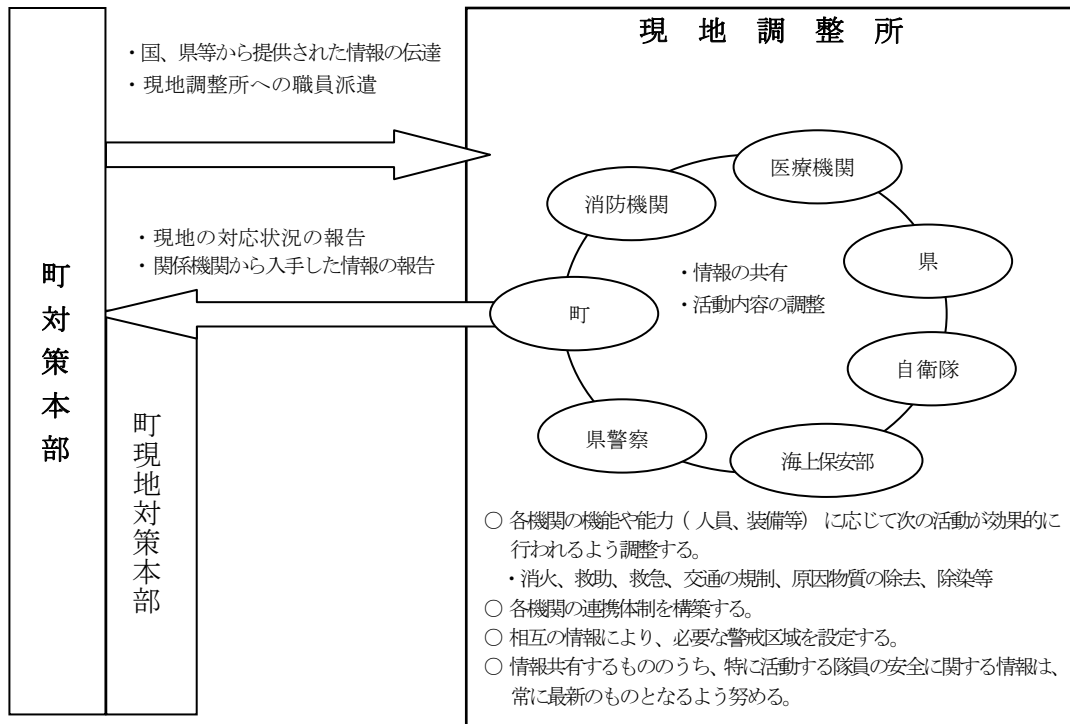 町対策本部
町現地対策本部
・国、県等から提供された情報の伝達
・現地調整所への職員派遣
・現地の対応状況の報告
・関係機関から入手した情報の報告
現地調整所
医療機関
消防機関
県
・情報の共有
・活動内容の調整
町
自衛隊
県警察
海上保安部
○ 各機関の機能や能力（ 人員、装備等） に応じて次の活動が効果的に
行われるよう調整する。
・消火、救助、救急、交通の規制、原因物質の除去、除染等
○ 各機関の連携体制を構築する。
○ 相互の情報により、必要な警戒区域を設定する。
○ 情報共有するもののうち、特に活動する隊員の安全に関する情報は、
常に最新のものとなるよう努める。